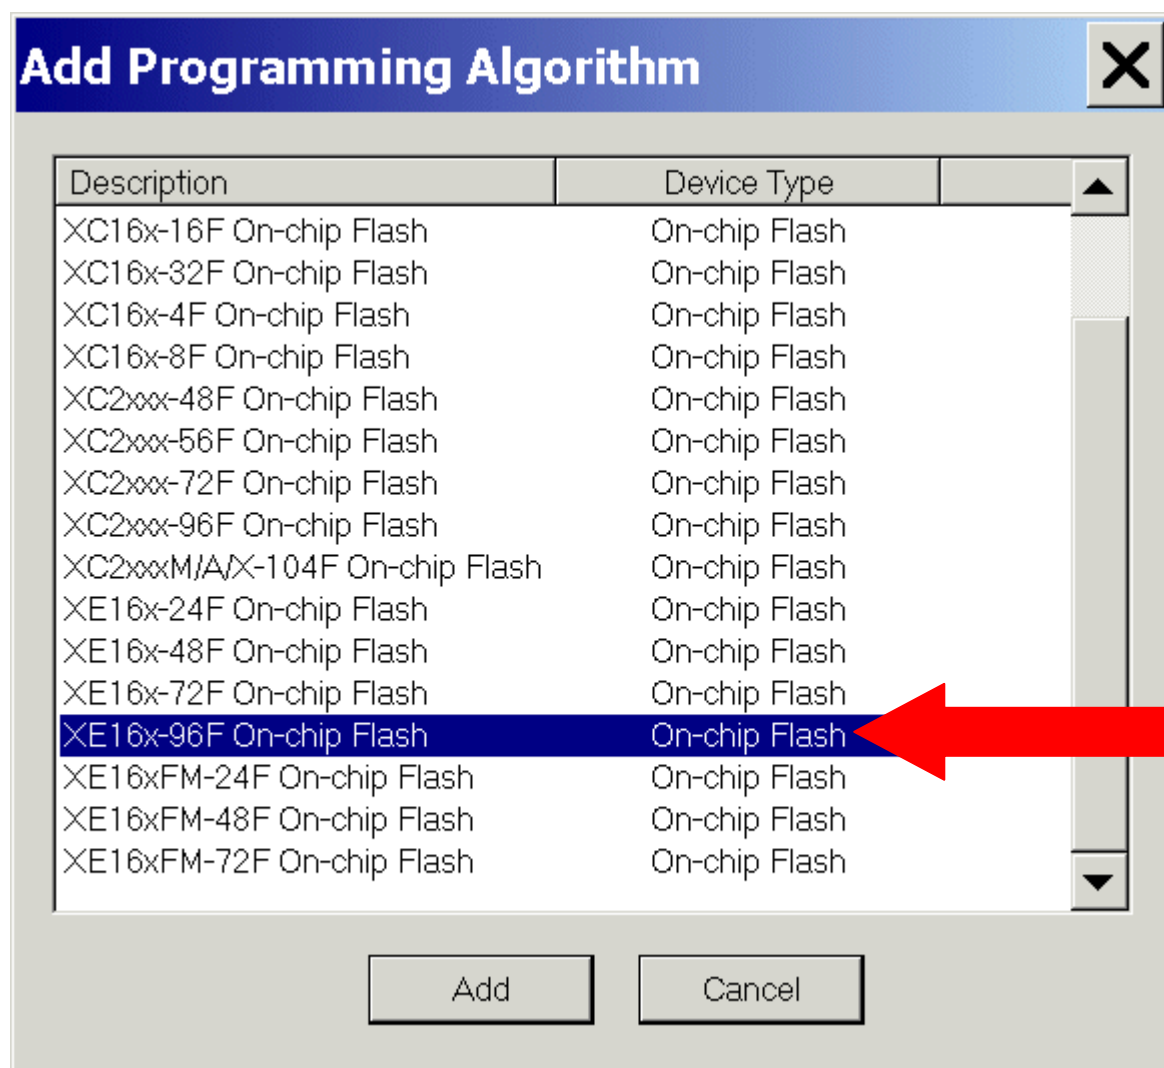 Add Programming Algorithm
Description Device Type
XC16x-16F On-chip Flash On-chip Flash
XC16x-32F On-chip Flash On-chip Flash
XC16x-4F On-chip Flash On-chip Flash
XC16x-8F On-chip Flash On-chip Flash
XC2xxx-48F On-chip Flash On-chip Flash
XC2xxx-56F On-chip Flash On-chip Flash
XC2xxx-72F On-chip Flash On-chip Flash
XC2xxx-96F On-chip Flash On-chip Flash
XC2xxxM/A/X-104F On-chip Flash On-chip Flash
XE16x-24F On-chip Flash On-chip Flash
XE16x-48F On-chip Flash On-chip Flash
XE16x-72F On-chip Flash On-chip Flash
XE16x-96F On-chip Flash On-chip Flash
XE16xFM-24F On-chip Flash On-chip Flash
XE16xFM-48F On-chip Flash On-chip Flash
XE16xFM-72F On-chip Flash On-chip Flash
Add Cancel